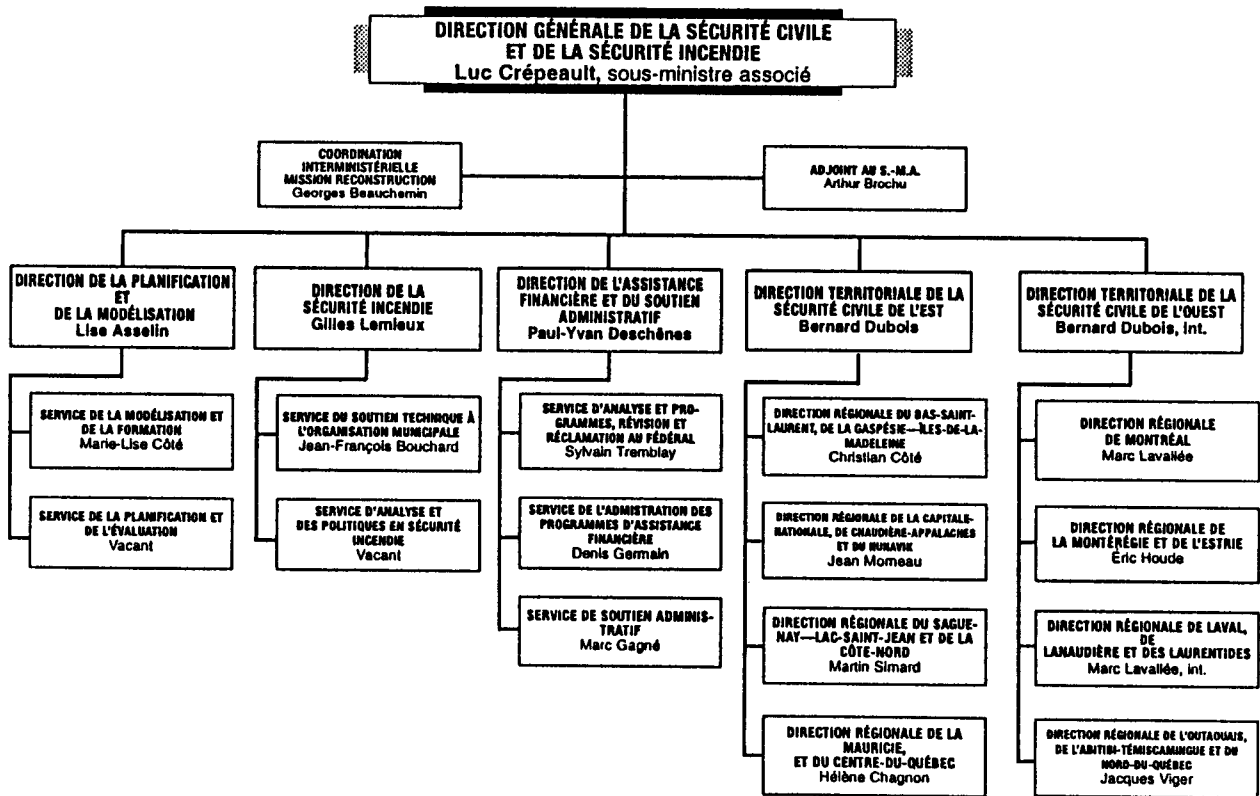 DIRECTION GÉNÉRALE DE LA SÉCURITÉ CIVILE
ET DE LA SÉCURITÉ INCENDIE
Luc Crépeault, sous-ministre associé
COORDINATION
INTERMINISTÉRIELLE
MISSION RECONSTRUCTION
Georges Beauchemin
ADJOINT AU S.-M.A.
Arthur Brochu
DIRECTION DE LA PLANIFICATION
ET
DE LA MODÉLISATION
Lise Asselin
DIRECTION DE LA
SÉCURITÉ INCENDIE
Gilles Lemieux
DIRECTION DE L'ASSISTANCE
FINANCIÈRE ET DU SOUTIEN
ADMINISTRATIF
Paul-Yvan Deschênes
DIRECTION TERRITORIALE DE LA
SÉCURITÉ CIVILE DE L'EST
Bernard Dubois
DIRECTION TERRITORIALE DE LA
SÉCURITÉ CIVILE DE L'OUEST
Bernard Dubois, int.
SERVICE DE LA MODÉLISATION ET
DE LA FORMATION
Marie-Lise Côté
SERVICE DE LA PLANIFICATION ET
DE L'ÉVALUATION
Vacant
SERVICE DU SOUTIEN TECHNIQUE À
L'ORGANISATION MUNICIPALE
Jean-François Bouchard
SERVICE D'ANALYSE ET
DES POLITIQUES EN SÉCURITÉ
INCENDIE
Vacant
SERVICE D'ANALYSE ET PRO-
GRAMMES, RÉVISION ET
RÉCLAMATION AU FÉDÉRAL
Sylvain Tremblay
SERVICE DE L'ADMISTRATION DES
PROGRAMMES D'ASSISTANCE
FINANCIÈRE
Denis Germain
SERVICE DE SOUTIEN ADMINIS-
TRATIF
Marc Gagné
DIRECTION RÉGIONALE DU BAS-SAINT-
LAURENT, DE LA GASPÉSIE—ÎLES-DE-LA-
MADELEINE
Christian Côté
DIRECTION RÉGIONALE DE LA CAPITALE-
NATIONALE, DE CHAUDIÈRE-APPALACHES
ET DU NUNAVIK
Jean Morneau
DIRECTION RÉGIONALE DU SAGUE-
NAY—LAC-SAINT-JEAN ET DE LA
CÔTE-NORD
Martin Simard
DIRECTION RÉGIONALE DE LA
MAURICIE,
ET DU CENTRE-DU-QUÉBEC
Hélène Chagnon
DIRECTION RÉGIONALE
DE MONTRÉAL
Marc Lavallée
DIRECTION RÉGIONALE DE
LA MONTÉRÉGIE ET DE L'ESTRIE
Éric Houde
DIRECTION RÉGIONALE DE LAVAL,
DE
LANAUDIÈRE ET DES LAURENTIDES
Marc Lavallée, int.
DIRECTION RÉGIONALE DE L'OUTAOUAIS,
DE L'ABITIBI-TÉMISCAMINGUE ET DU
NORD-DU-QUÉBEC
Jacques Viger